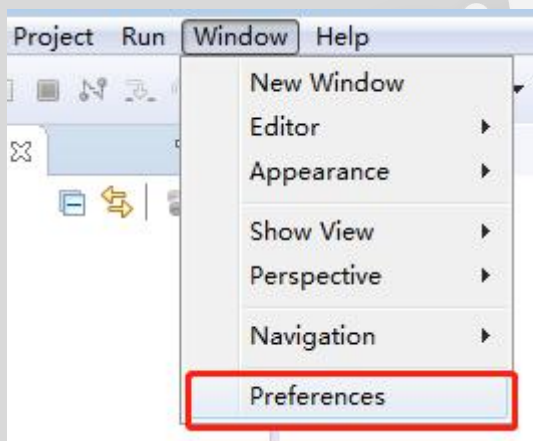 Project Run Window Help
New Window
Editor
Appearance
Show View
Perspective
Navigation
Preferences